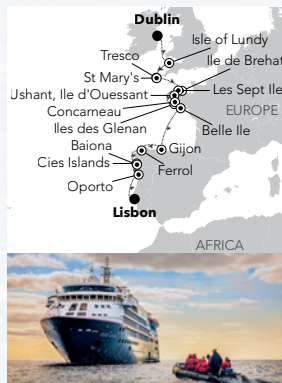 Dublin
Isle of Lundy
Tresco
Ile de Brehat
St Mary's
Les Sept Ile
Ushant, Ile d'Ouessant
Concarneau
EUROPE
Iles des Glenan
Belle Ile
Baiona
Gijon
Cies Islands
Ferrol
Oporto
Lisbon
AFRICA